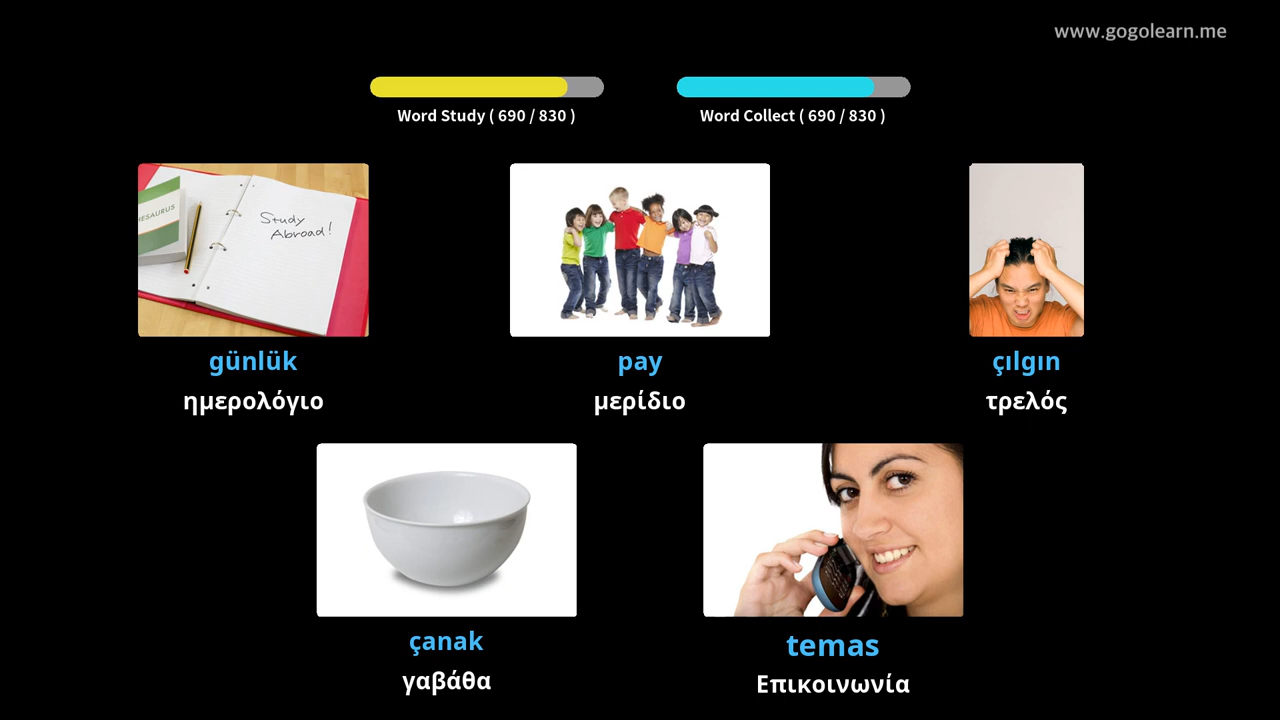 www.gogolearn.me
Word Study ( 690 / 830 )
Word Collect ( 690 / 830 )
THESAURUS
Study
Abroad!
günlük
pay
çılgın
ημερολόγιο
μερίδιο
τρελός
çanak
temas
γαβάθα
Επικοινωνία